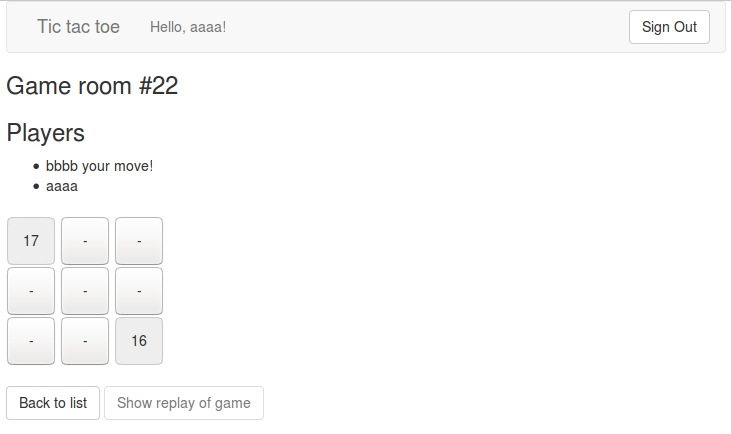 Tic tac toe Hello, aaaa! Sign Out
Game room #22
Players
• bbbb your move!
• aaaa
17 - -
- - -
- - 16
Back to list Show replay of game